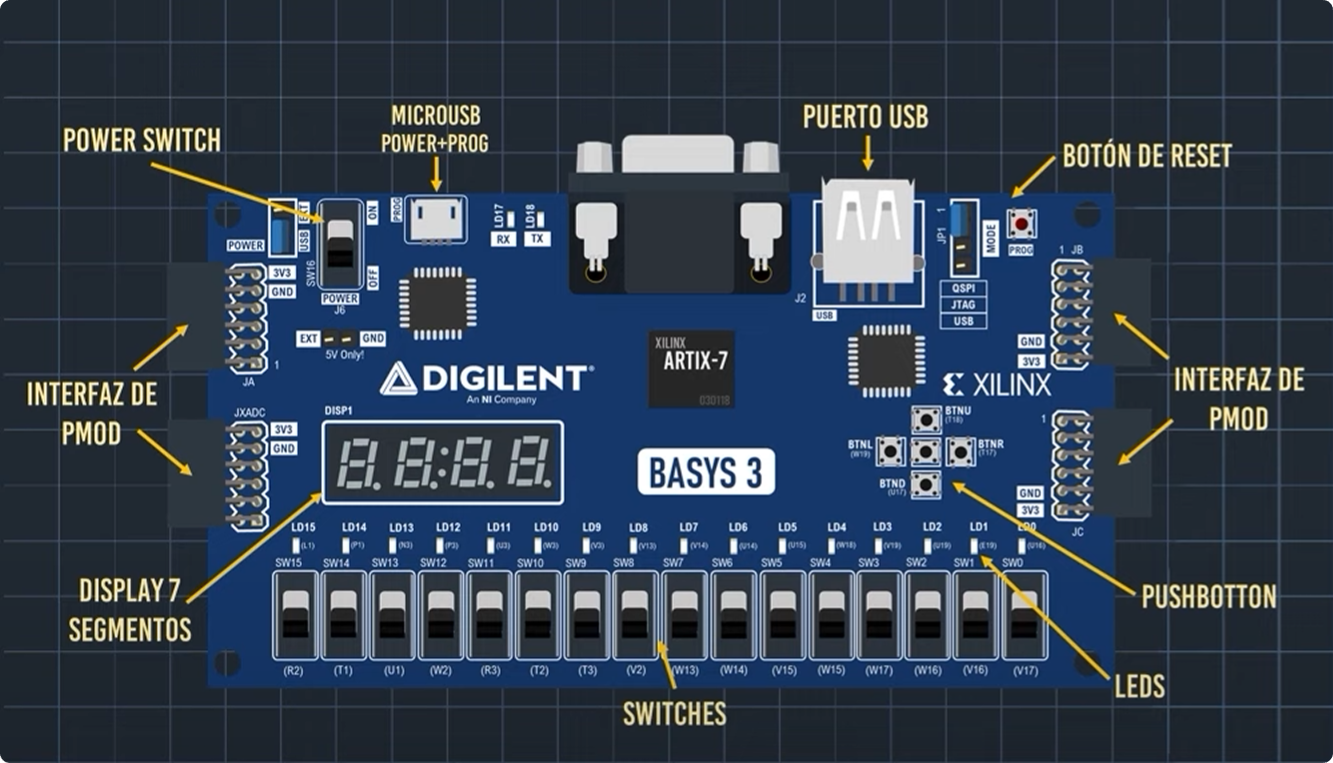 MICROUSB
POWER+PROG
PUERTO USB
POWER SWITCH
BOTÓN DE RESET
EXT
USB
POWER
ON
OFF
SW16
POWER
J6
PROG
LD17
RX
LD18
TX
J2
USB
JP1
1
MODE
PROG
QSPI
JTAG
USB
1 JB
GND
3V3
3V3
GND
1
JA
EXT
GND
5V Only!
XILINX
ARTIX-7
030118
DIGILENT
An NI Company
XILINX
INTERFAZ DE
PMOD
INTERFAZ DE
PMOD
JXADC
3V3
GND
DISP1
8.8:8.8.
BASYS 3
BTNU
(T18)
BTNL
(W19)
BTNR
(T17)
BTND
(U17)
1
GND
3V3
JC
LD15 LD14 LD13 LD12 LD11 LD10 LD9 LD8 LD7 LD6 LD5 LD4 LD3 LD2 LD1 LD0
(L1) (P1) (N3) (P3) (U3) (W3) (V3) (V13) (V14) (U14) (U15) (W18) (V19) (U19) (E19) (U16)
SW15 SW14 SW13 SW12 SW11 SW10 SW9 SW8 SW7 SW6 SW5 SW4 SW3 SW2 SW1 SW0
(R2) (T1) (U1) (W2) (R3) (T2) (T3) (V2) (W13) (W14) (V15) (W15) (W17) (W16) (V16) (V17)
DISPLAY 7
SEGMENTOS
PUSHBOTTON
LEDS
SWITCHES